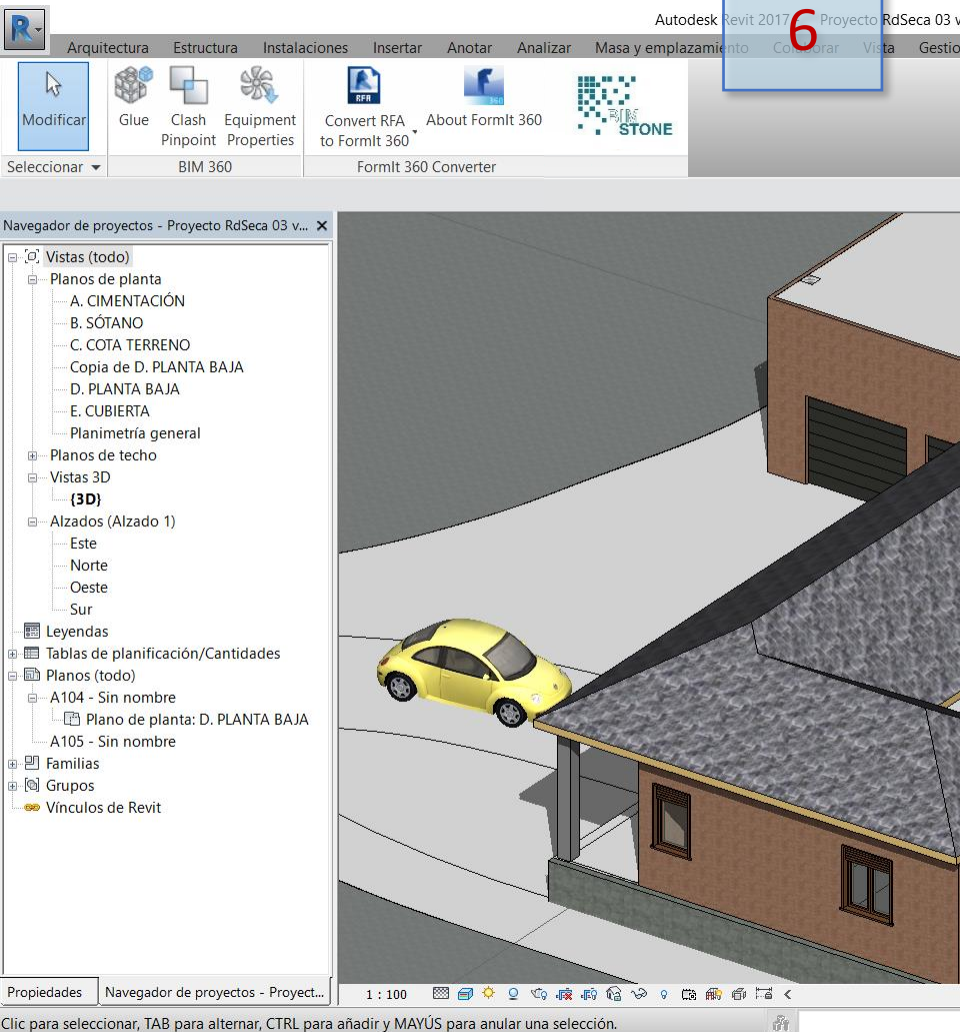 Autodesk Revit 2017 Proyecto RdSeca 03 v
6
Arquitectura Estructura Instalaciones Insertar Anotar Analizar Masa y emplazamiento Colaborar Vista Gestio
Modificar
Glue
Clash
Pinpoint
Equipment
Properties
Convert RFA
to FormIt 360
About FormIt 360
RFA
360
BIM
STONE
Seleccionar
BIM 360
FormIt 360 Converter
Navegador de proyectos - Proyecto RdSeca 03 v...
Vistas (todo)
Planos de planta
A. CIMENTACIÓN
B. SÓTANO
C. COTA TERRENO
Copia de D. PLANTA BAJA
D. PLANTA BAJA
E. CUBIERTA
Planimetría general
Planos de techo
Vistas 3D
{3D}
Alzados (Alzado 1)
Este
Norte
Oeste
Sur
Leyendas
Tablas de planificación/Cantidades
Planos (todo)
A104 - Sin nombre
Plano de planta: D. PLANTA BAJA
A105 - Sin nombre
Familias
Grupos
Vínculos de Revit
Propiedades
Navegador de proyectos - Proyect...
1 : 100
Clic para seleccionar, TAB para alternar, CTRL para añadir y MAYÚS para anular una selección.